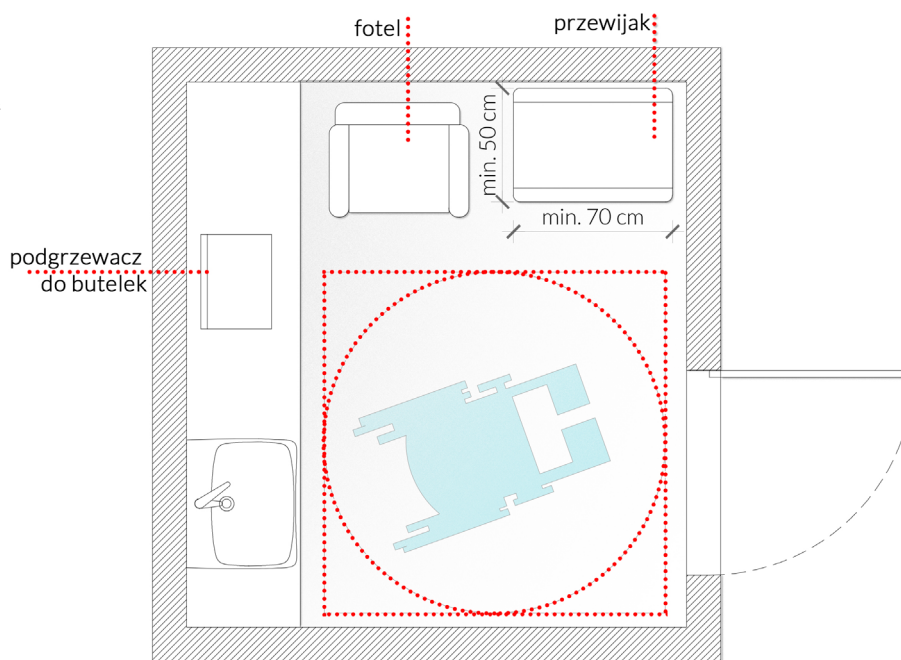 fotel
przewijak
min. 50 cm
min. 70 cm
podgrzewacz
do butelek